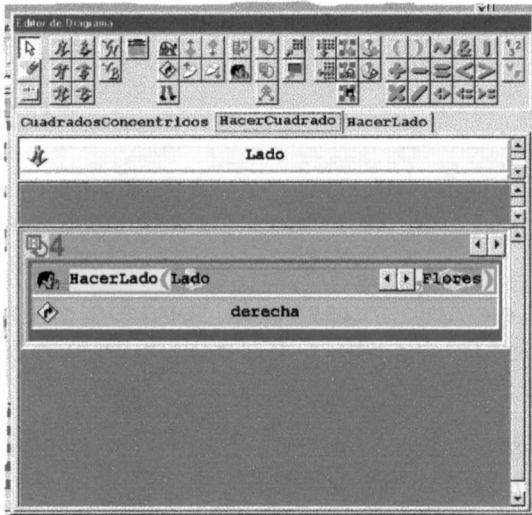 Editor de Diagrama
CuadradosConcentricos HacerCuadrado HacerLado
Lado
4
HacerLado ( Lado , Flores )
derecha